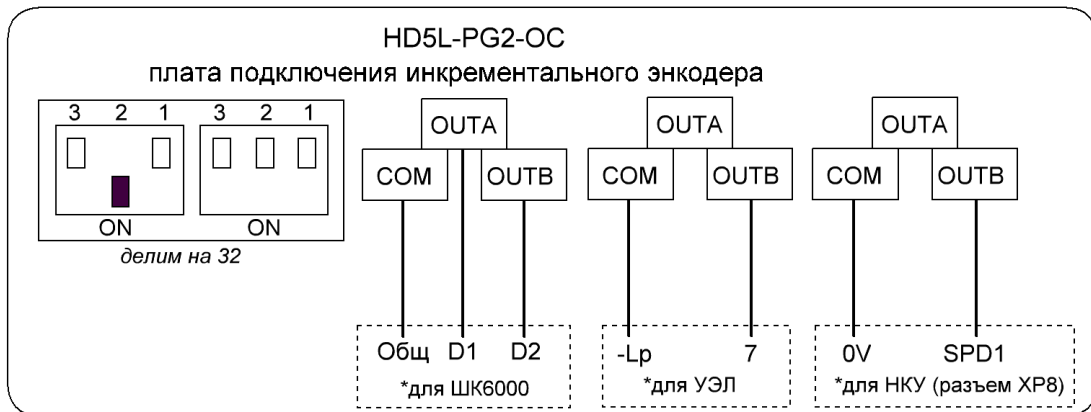 HD5L-PG2-OC
плата подключения инкрементального энкодера
3 2 1 3 2 1
ON ON
делим на 32
OUTA
COM OUTB
Общ D1 D2
*для ШК6000
OUTA
COM OUTB
-Lp 7
*для УЭЛ
OUTA
COM OUTB
0V SPD1
*для НКУ (разъем XP8)